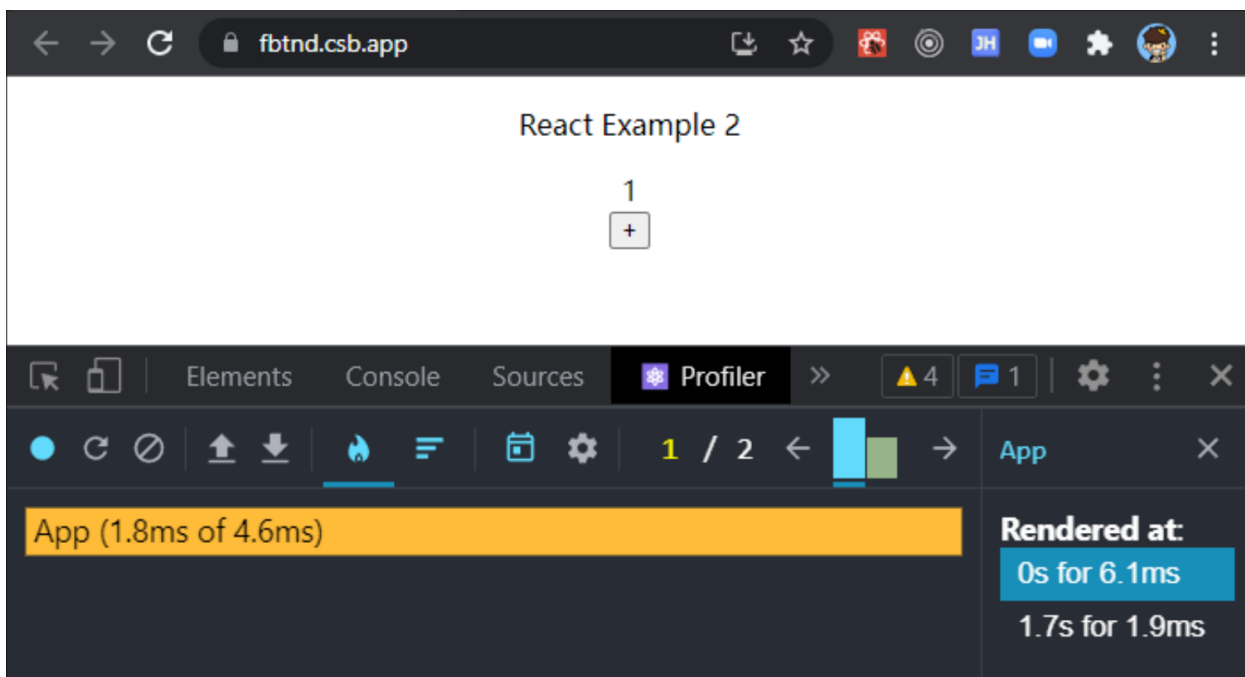 fbtnd.csb.app JH
React Example 2
1
+
Elements Console Sources Profiler » 4 1
1 / 2 App
App (1.8ms of 4.6ms)
Rendered at:
0s for 6.1ms
1.7s for 1.9ms